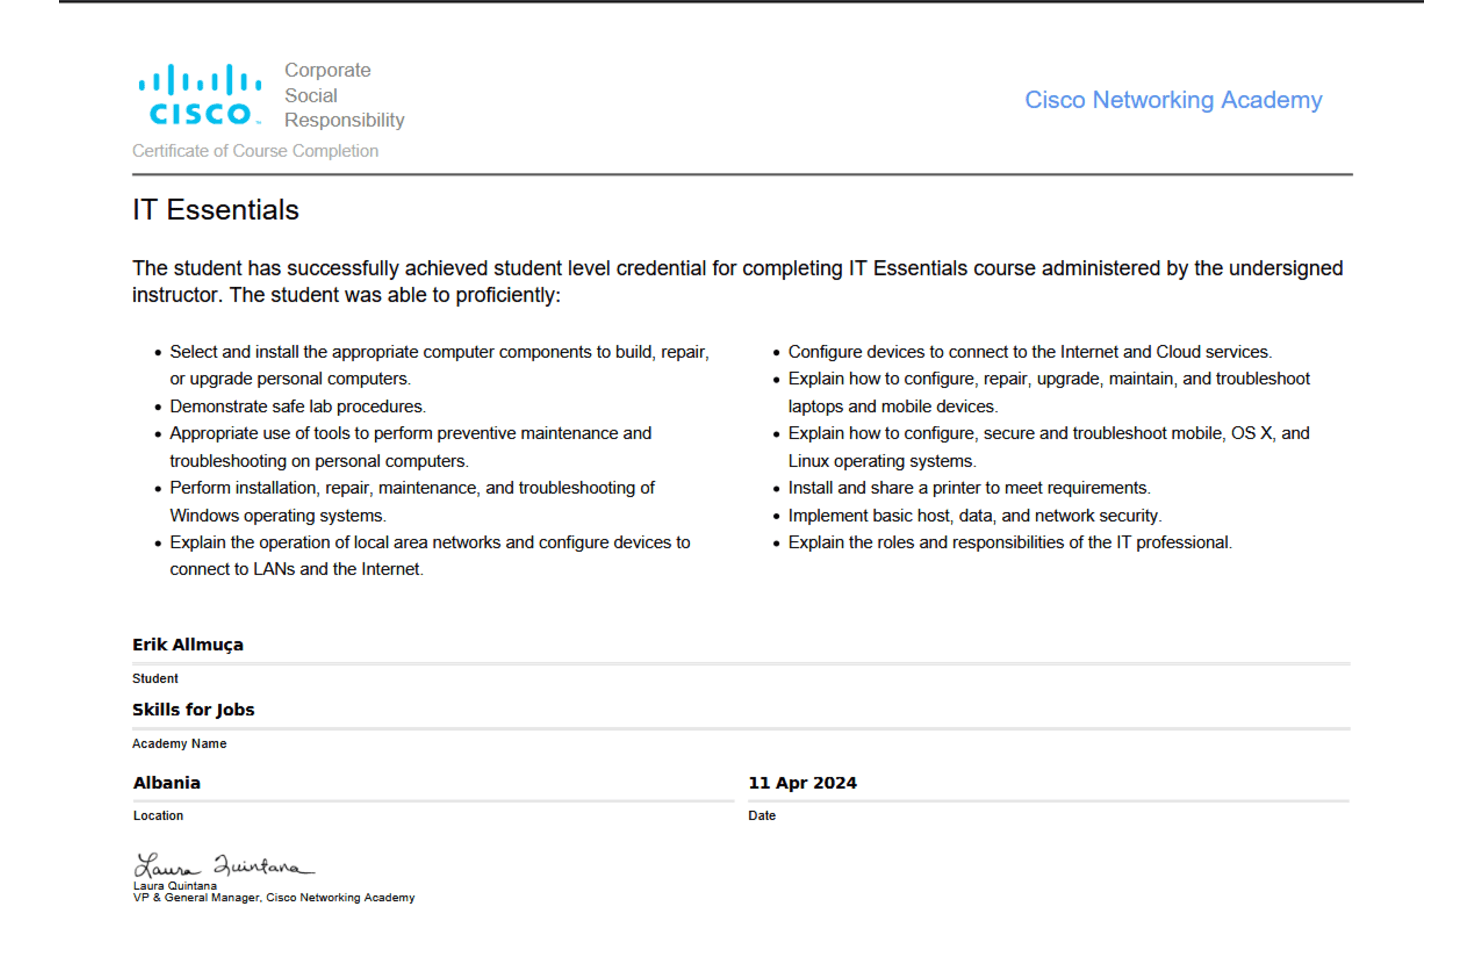 CISCO
Corporate
Social
Responsibility
Cisco Networking Academy
Certificate of Course Completion
IT Essentials
The student has successfully achieved student level credential for completing IT Essentials course administered by the undersigned
instructor. The student was able to proficiently:
• Select and install the appropriate computer components to build, repair,
or upgrade personal computers.
• Demonstrate safe lab procedures.
• Appropriate use of tools to perform preventive maintenance and
troubleshooting on personal computers.
• Perform installation, repair, maintenance, and troubleshooting of
Windows operating systems.
• Explain the operation of local area networks and configure devices to
connect to LANs and the Internet.
• Configure devices to connect to the Internet and Cloud services.
• Explain how to configure, repair, upgrade, maintain, and troubleshoot
laptops and mobile devices.
• Explain how to configure, secure and troubleshoot mobile, OS X, and
Linux operating systems.
• Install and share a printer to meet requirements.
• Implement basic host, data, and network security.
• Explain the roles and responsibilities of the IT professional.
Erik Allmuça
Student
Skills for Jobs
Academy Name
Albania
Location
11 Apr 2024
Date
Laura Quintana
Laura Quintana
VP & General Manager, Cisco Networking Academy